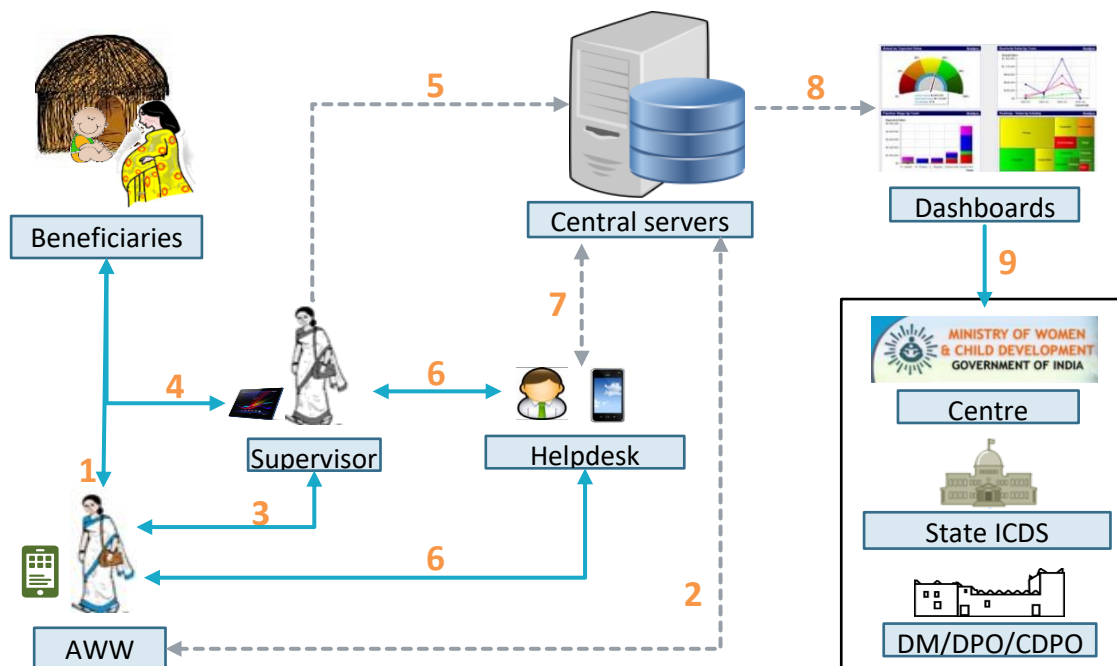 5
8
Beneficiaries
Central servers
Dashboards
9
7
MINISTRY OF WOMEN
& CHILD DEVELOPMENT
GOVERNMENT OF INDIA
4
6
Centre
Supervisor
Helpdesk
1
3
State ICDS
6
2
AWW
DM/DPO/CDPO